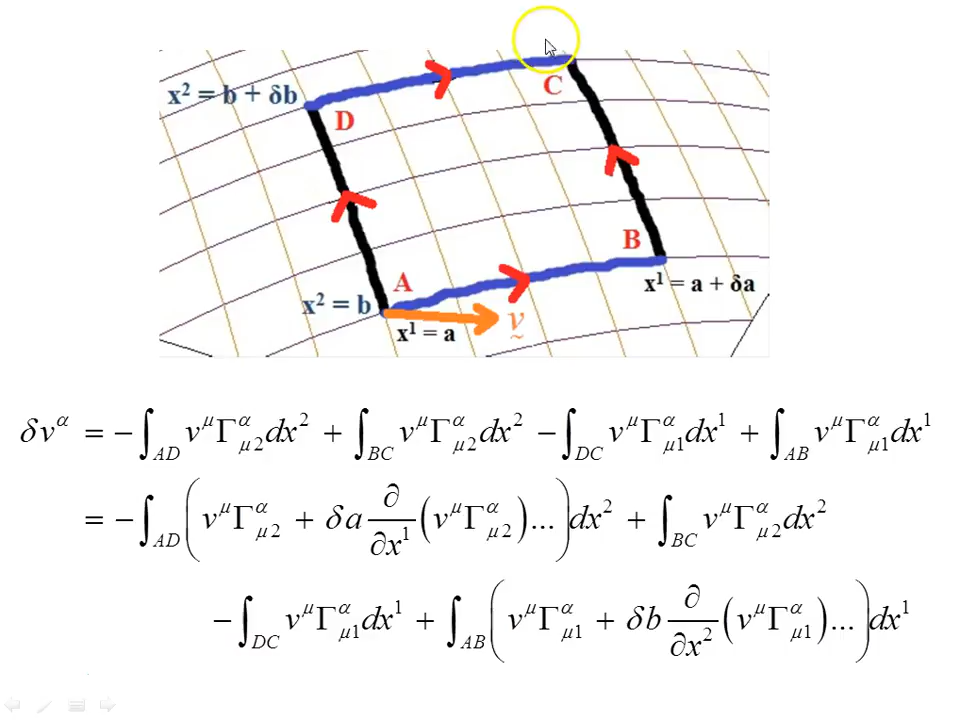 x² = b + δb
C
D
B
A
x¹ = a + δa
x² = b
v
x¹ = a
δv^α = −∫_AD v^μ Γ^α_μ2 dx² + ∫_BC v^μ Γ^α_μ2 dx² − ∫_DC v^μ Γ^α_μ1 dx¹ + ∫_AB v^μ Γ^α_μ1 dx¹
= −∫_AD (v^μ Γ^α_μ2 + δa ∂/∂x¹ (v^μ Γ^α_μ2)...) dx² + ∫_BC v^μ Γ^α_μ2 dx²
− ∫_DC v^μ Γ^α_μ1 dx¹ + ∫_AB (v^μ Γ^α_μ1 + δb ∂/∂x² (v^μ Γ^α_μ1)...) dx¹